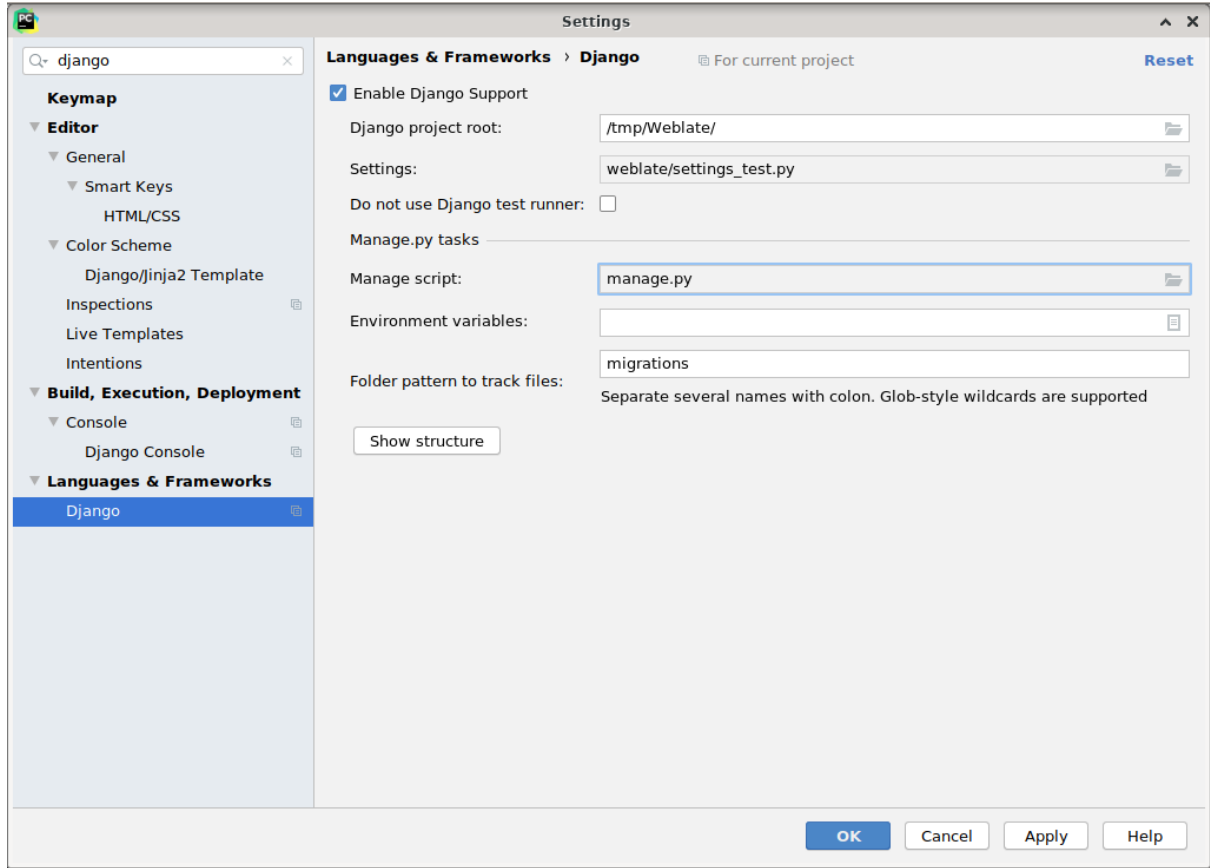 PC
Settings
django
Languages & Frameworks › Django
For current project
Reset
Keymap
Editor
General
Smart Keys
HTML/CSS
Color Scheme
Django/Jinja2 Template
Inspections
Live Templates
Intentions
Build, Execution, Deployment
Console
Django Console
Languages & Frameworks
Django
Enable Django Support
Django project root: /tmp/Weblate/
Settings: weblate/settings_test.py
Do not use Django test runner:
Manage.py tasks
Manage script: manage.py
Environment variables:
Folder pattern to track files: migrations
Separate several names with colon. Glob-style wildcards are supported
Show structure
OK
Cancel
Apply
Help